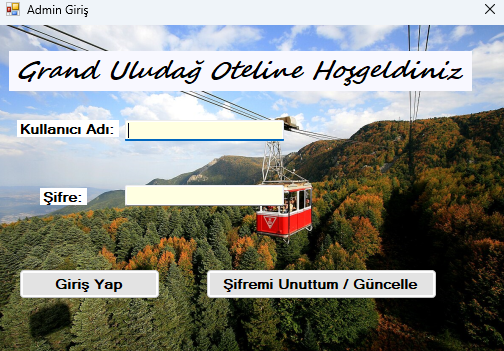 Admin Giriş
Grand Uludağ Oteline Hoşgeldiniz
Kullanıcı Adı:
Şifre:
Giriş Yap
Şifremi Unuttum / Güncelle